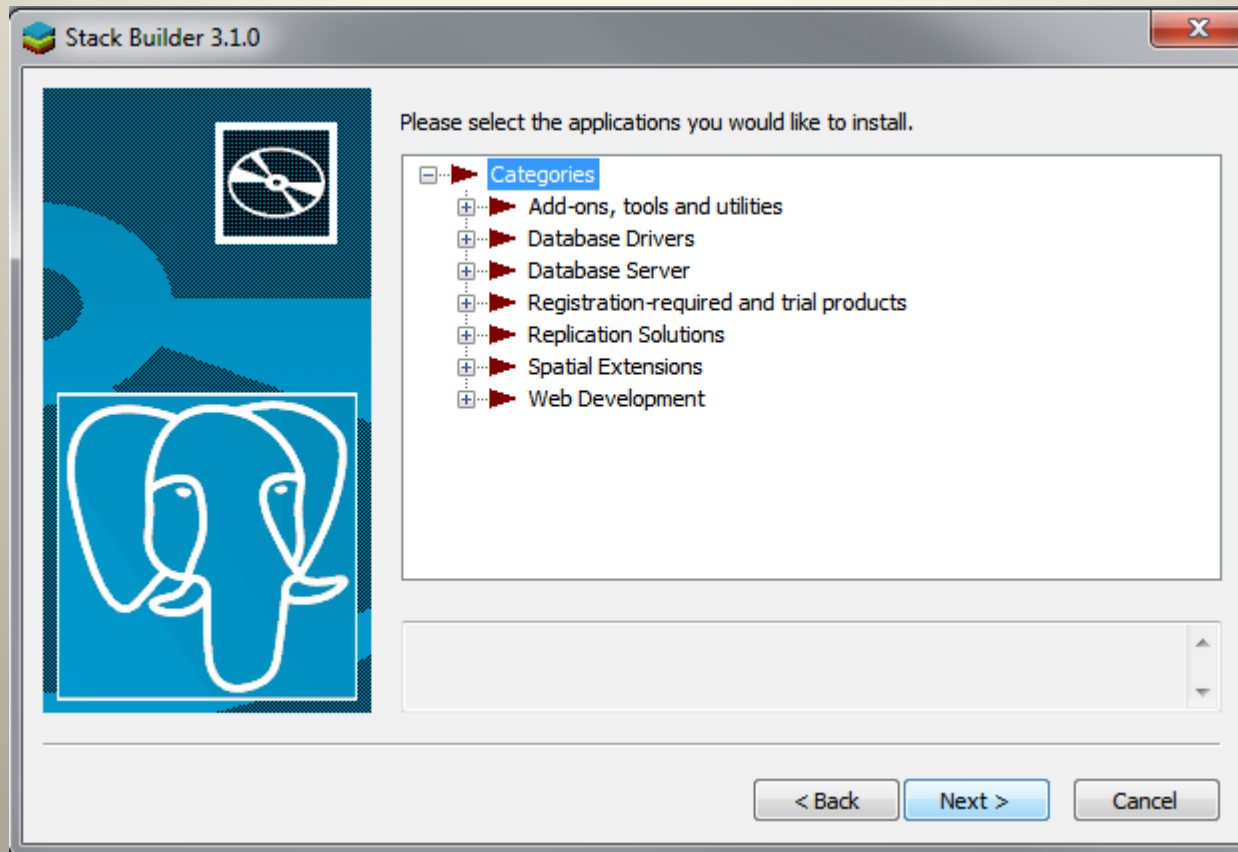 Stack Builder 3.1.0
Please select the applications you would like to install.
Categories
Add-ons, tools and utilities
Database Drivers
Database Server
Registration-required and trial products
Replication Solutions
Spatial Extensions
Web Development
< Back
Next >
Cancel